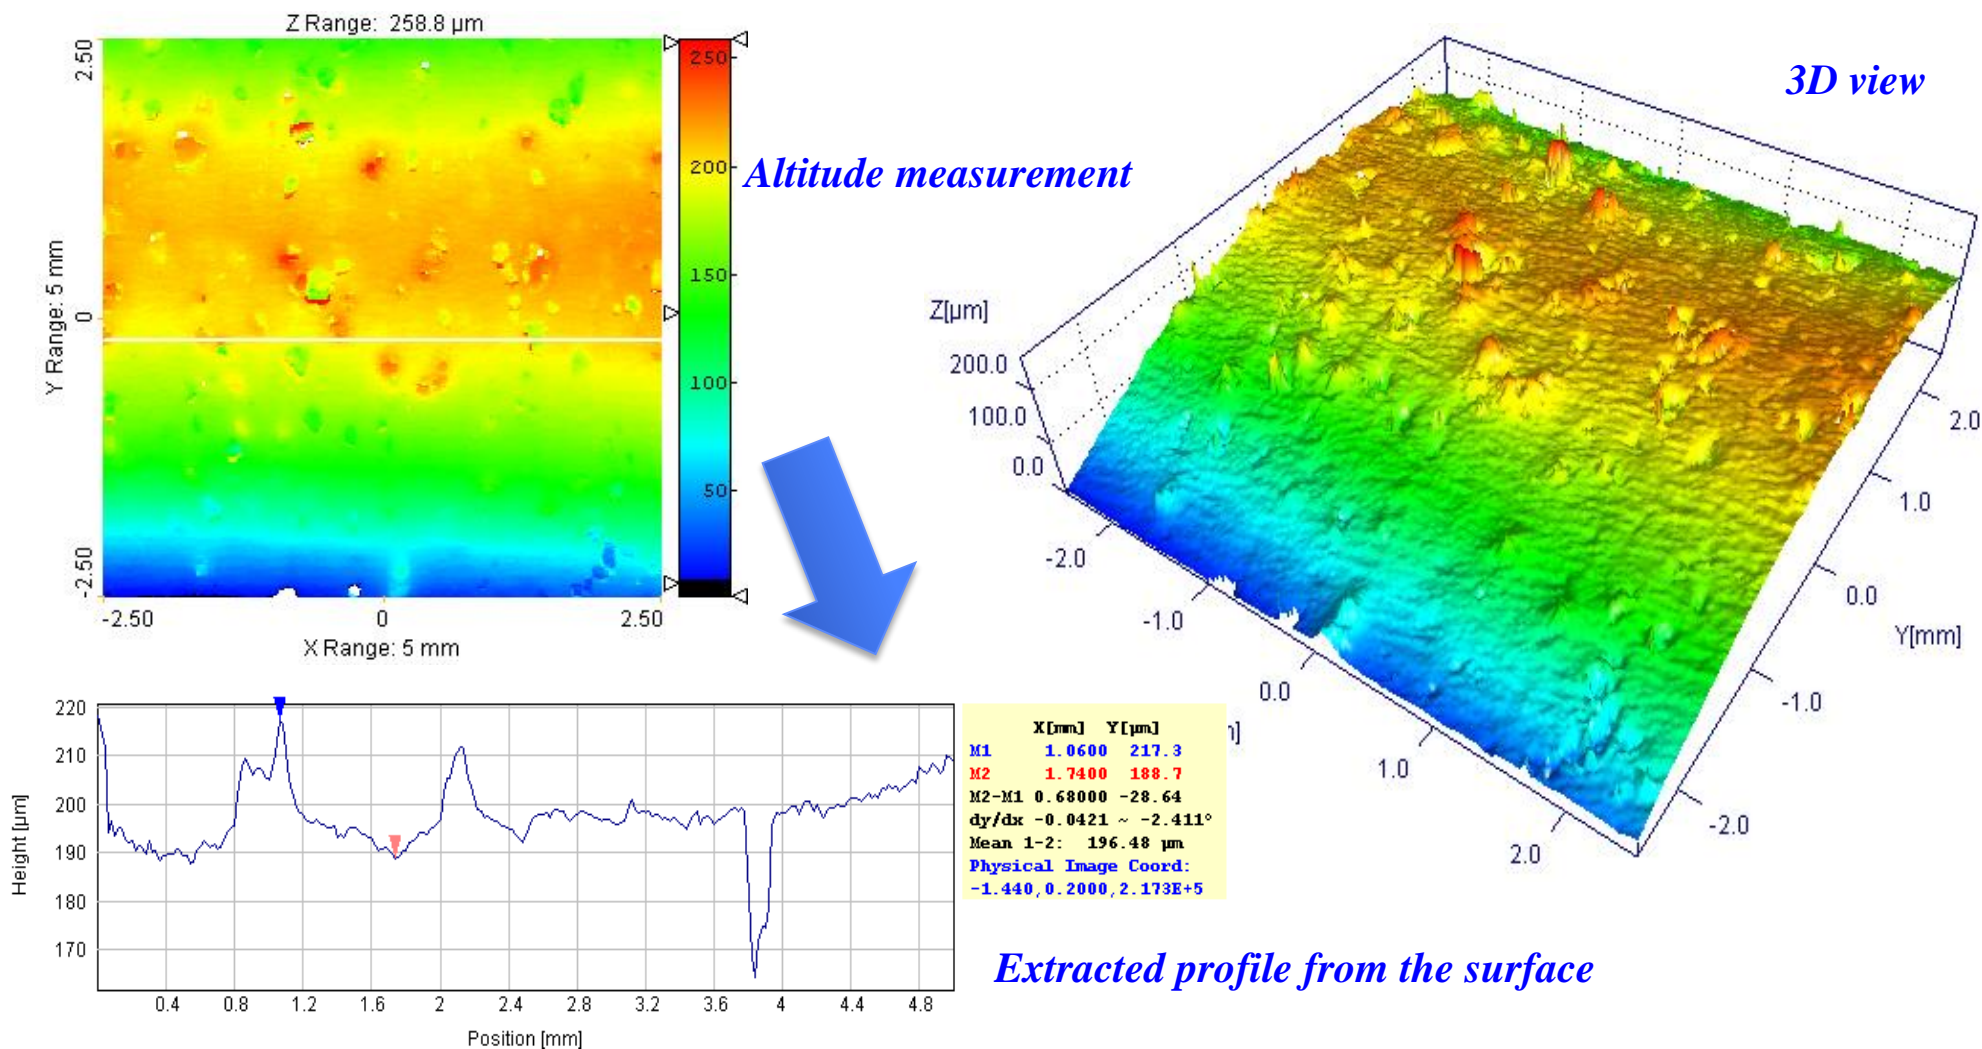 Z Range: 258.8 µm
2.50
0
-2.50
Y Range: 5 mm
-2.50
0
2.50
X Range: 5 mm
250
200
150
100
50
Altitude measurement
3D view
Z[µm]
200.0
100.0
0.0
-2.0
-1.0
0.0
1.0
2.0
2.0
1.0
0.0
-1.0
-2.0
Y[mm]
220
210
200
190
180
170
Height [µm]
0.4 0.8 1.2 1.6 2 2.4 2.8 3.2 3.6 4 4.4 4.8
Position [mm]
X[mm] Y[µm]
M1 1.0600 217.3
M2 1.7400 188.7
M2-M1 0.68000 -28.64
dy/dx -0.0421 ~ -2.411°
Mean 1-2: 196.48 µm
Physical Image Coord:
-1.440,0.2000,2.173E+5
Extracted profile from the surface